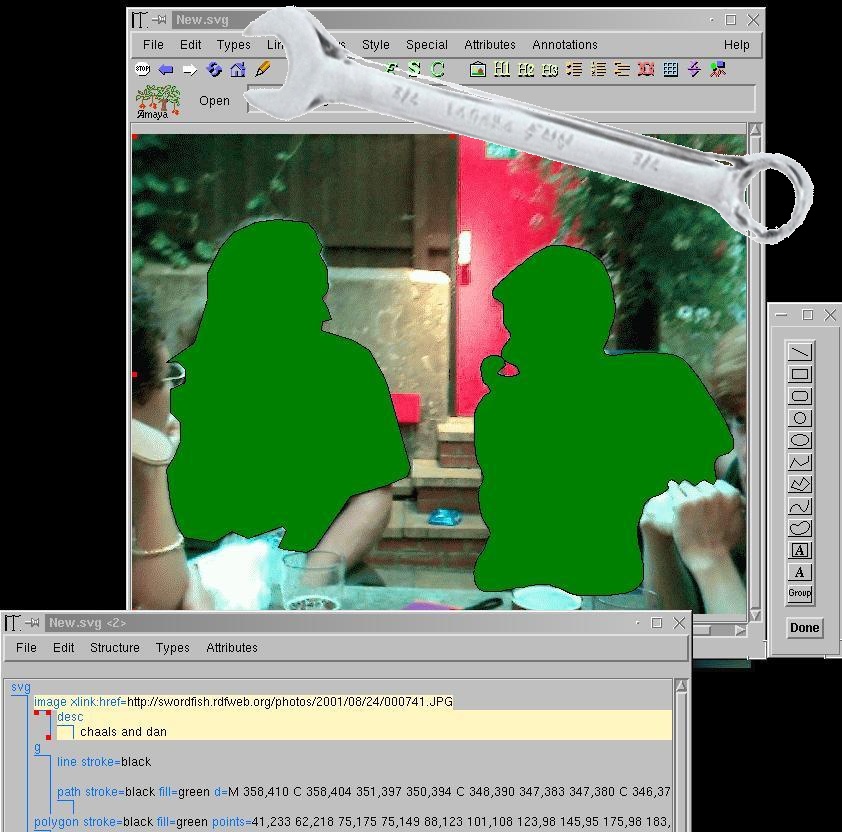 New.svg
File Edit Types Style Special Attributes Annotations Help
STOP S C H1 H2 H3
Amaya Open
3/4 3/4
A
A
Group
Done
New.svg <2>
File Edit Structure Types Attributes
svg
image xlink:href=http://swordfish.rdfweb.org/photos/2001/08/24/000741.JPG
desc
chaals and dan
g
line stroke=black
path stroke=black fill=green d=M 358,410 C 358,404 351,397 350,394 C 348,390 347,383 347,380 C 346,37
polygon stroke=black fill=green points=41,233 62,218 75,175 75,149 88,123 101,108 123,98 145,95 175,98 183,